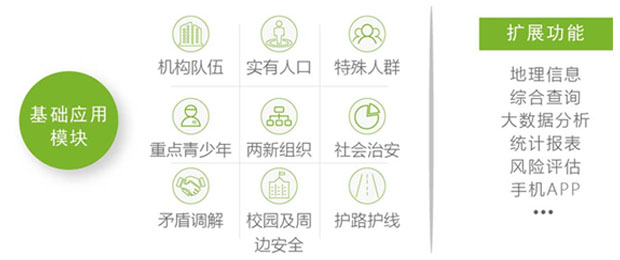 基础应用
模块
机构队伍
实有人口
特殊人群
重点青少年
两新组织
社会治安
矛盾调解
校园及周
边安全
护路护线
扩展功能
地理信息
综合查询
大数据分析
统计报表
风险评估
手机APP
•••